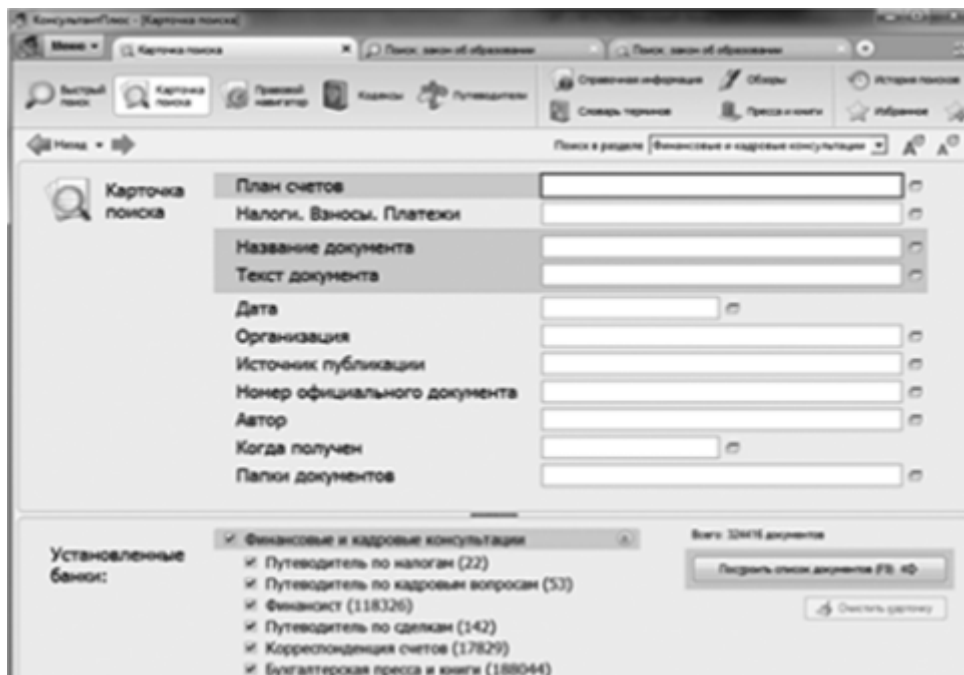 КонсультантПлюс - [Карточка поиска]
Меню
Карточка поиска
Поиск: закон об образовании
Поиск: закон об образовании
Быстрый поиск
Карточка поиска
Правовой навигатор
Кодексы
Путеводители
Справочная информация
Обзоры
История поисков
Словарь терминов
Пресса и книги
Избранное
Назад
Поиск в разделе Финансовые и кадровые консультации
Карточка
поиска
План счетов
Налоги. Взносы. Платежи
Название документа
Текст документа
Дата
Организация
Источник публикации
Номер официального документа
Автор
Когда получен
Папки документов
Установленные
банки:
Финансовые и кадровые консультации
Путеводитель по налогам (22)
Путеводитель по кадровым вопросам (53)
Финансист (118326)
Путеводитель по сделкам (142)
Корреспонденция счетов (17829)
Бухгалтерская пресса и книги (188044)
Всего: 324416 документов
Построить список документов (F9)
Очистить карточку